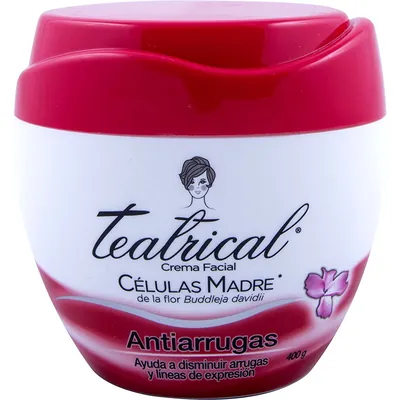 Teatrical®
Crema Facial
CÉLULAS MADRE*
de la flor Buddleja davidii
Antiarrugas
Ayuda a disminuir arrugas
y líneas de expresión
400 g